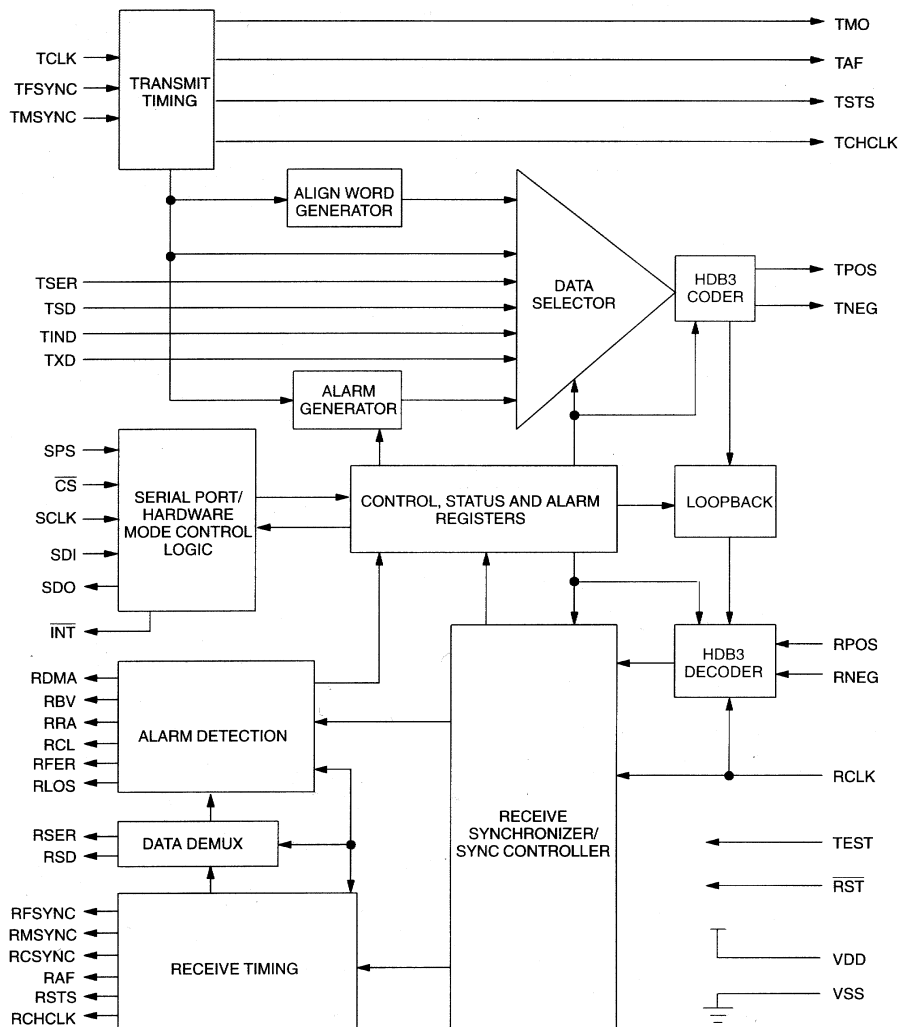 TMO
TCLK
TAF
TRANSMIT
TIMING
TFSYNC
TSTS
TMSYNC
TCHCLK
ALIGN WORD
GENERATOR
TSER
TSD
TIND
TXD
DATA
SELECTOR
HDB3
CODER
TPOS
TNEG
ALARM
GENERATOR
SPS
C̅S̅
SCLK
SDI
SDO
I̅N̅T̅
SERIAL PORT/
HARDWARE
MODE CONTROL
LOGIC
CONTROL, STATUS AND ALARM
REGISTERS
LOOPBACK
HDB3
DECODER
RPOS
RNEG
RDMA
RBV
RRA
RCL
RFER
RLOS
ALARM DETECTION
RCLK
RECEIVE
SYNCHRONIZER/
SYNC CONTROLLER
RSER
RSD
DATA DEMUX
TEST
R̅S̅T̅
RFSYNC
RMSYNC
RCSYNC
RAF
RSTS
RCHCLK
RECEIVE TIMING
VDD
VSS